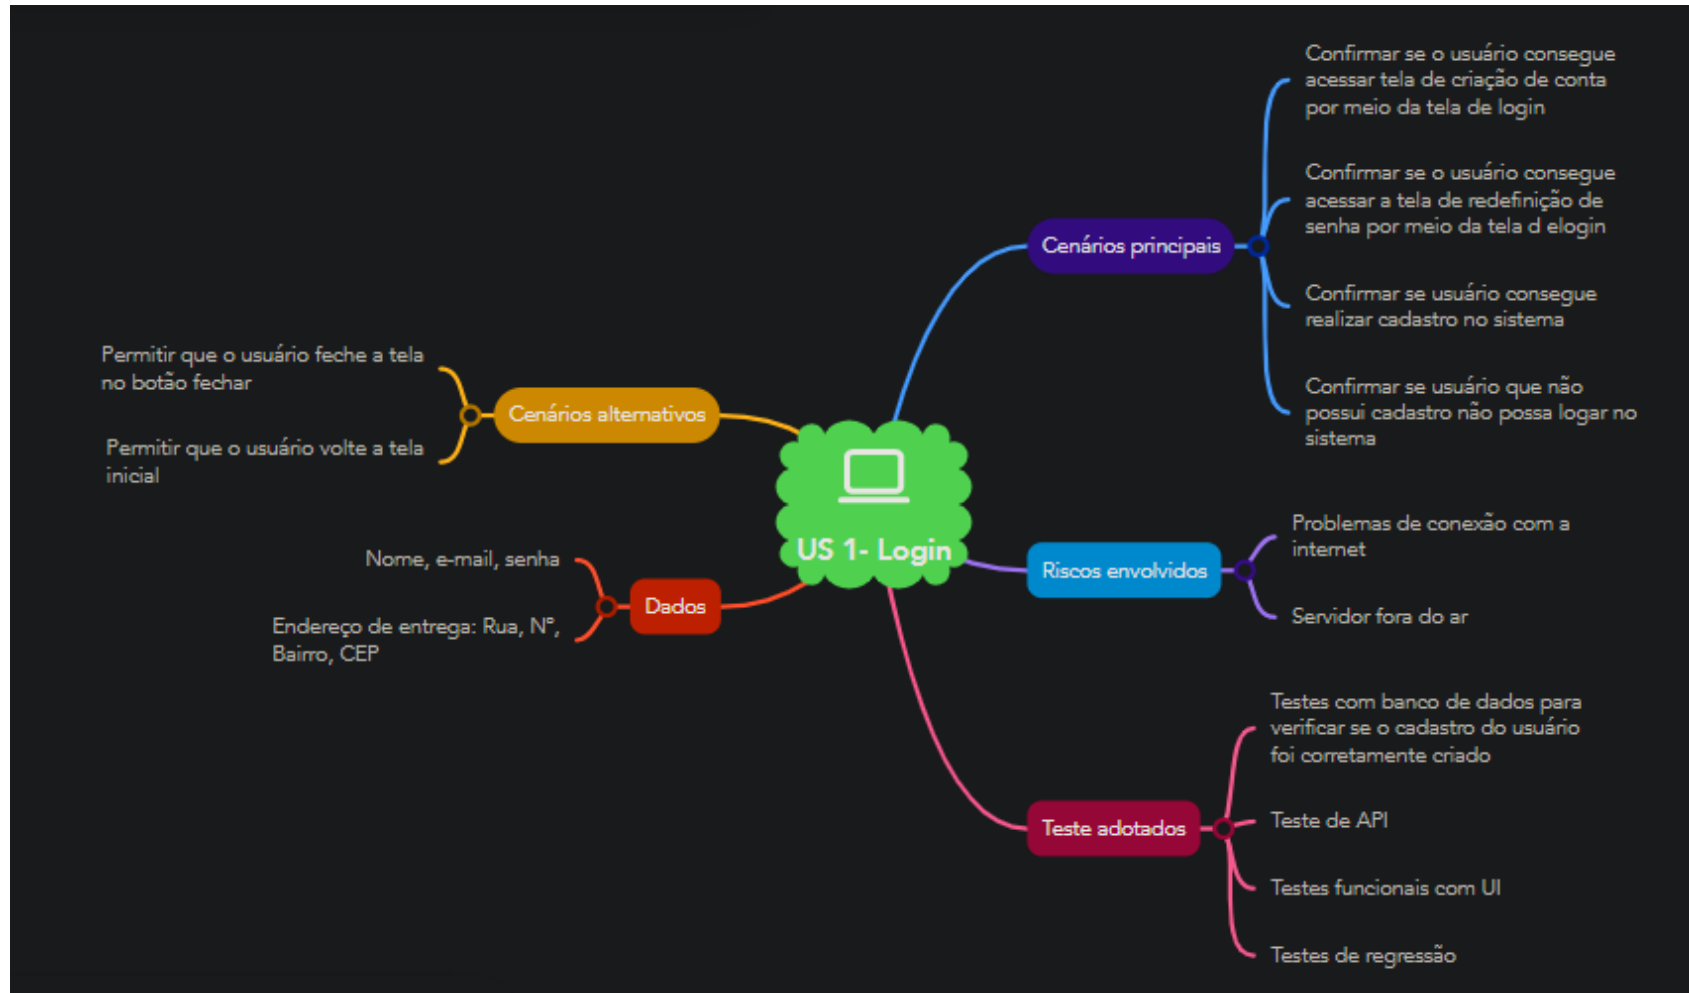 US 1- Login
Cenários principais
Confirmar se o usuário consegue
acessar tela de criação de conta
por meio da tela de login
Confirmar se o usuário consegue
acessar a tela de redefinição de
senha por meio da tela d elogin
Confirmar se usuário consegue
realizar cadastro no sistema
Confirmar se usuário que não
possui cadastro não possa logar no
sistema
Riscos envolvidos
Problemas de conexão com a
internet
Servidor fora do ar
Teste adotados
Testes com banco de dados para
verificar se o cadastro do usuário
foi corretamente criado
Teste de API
Testes funcionais com UI
Testes de regressão
Cenários alternativos
Permitir que o usuário feche a tela
no botão fechar
Permitir que o usuário volte a tela
inicial
Dados
Nome, e-mail, senha
Endereço de entrega: Rua, N°,
Bairro, CEP